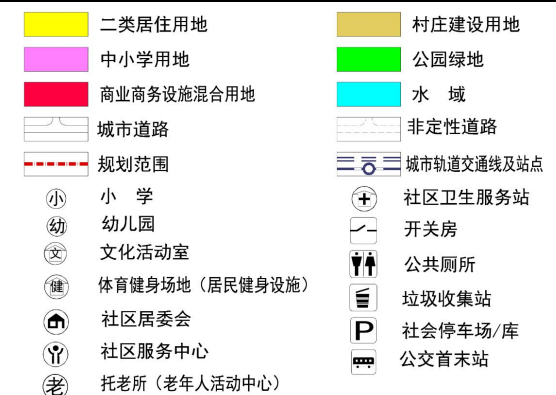 二类居住用地
中小学用地
商业商务设施混合用地
城市道路
规划范围
小 小 学
幼 幼儿园
文 文化活动室
健 体育健身场地（居民健身设施）
社区居委会
社区服务中心
老 托老所（老年人活动中心）
村庄建设用地
公园绿地
水 域
非定性道路
城市轨道交通线及站点
社区卫生服务站
开关房
公共厕所
垃圾收集站
P 社会停车场/库
公交首末站